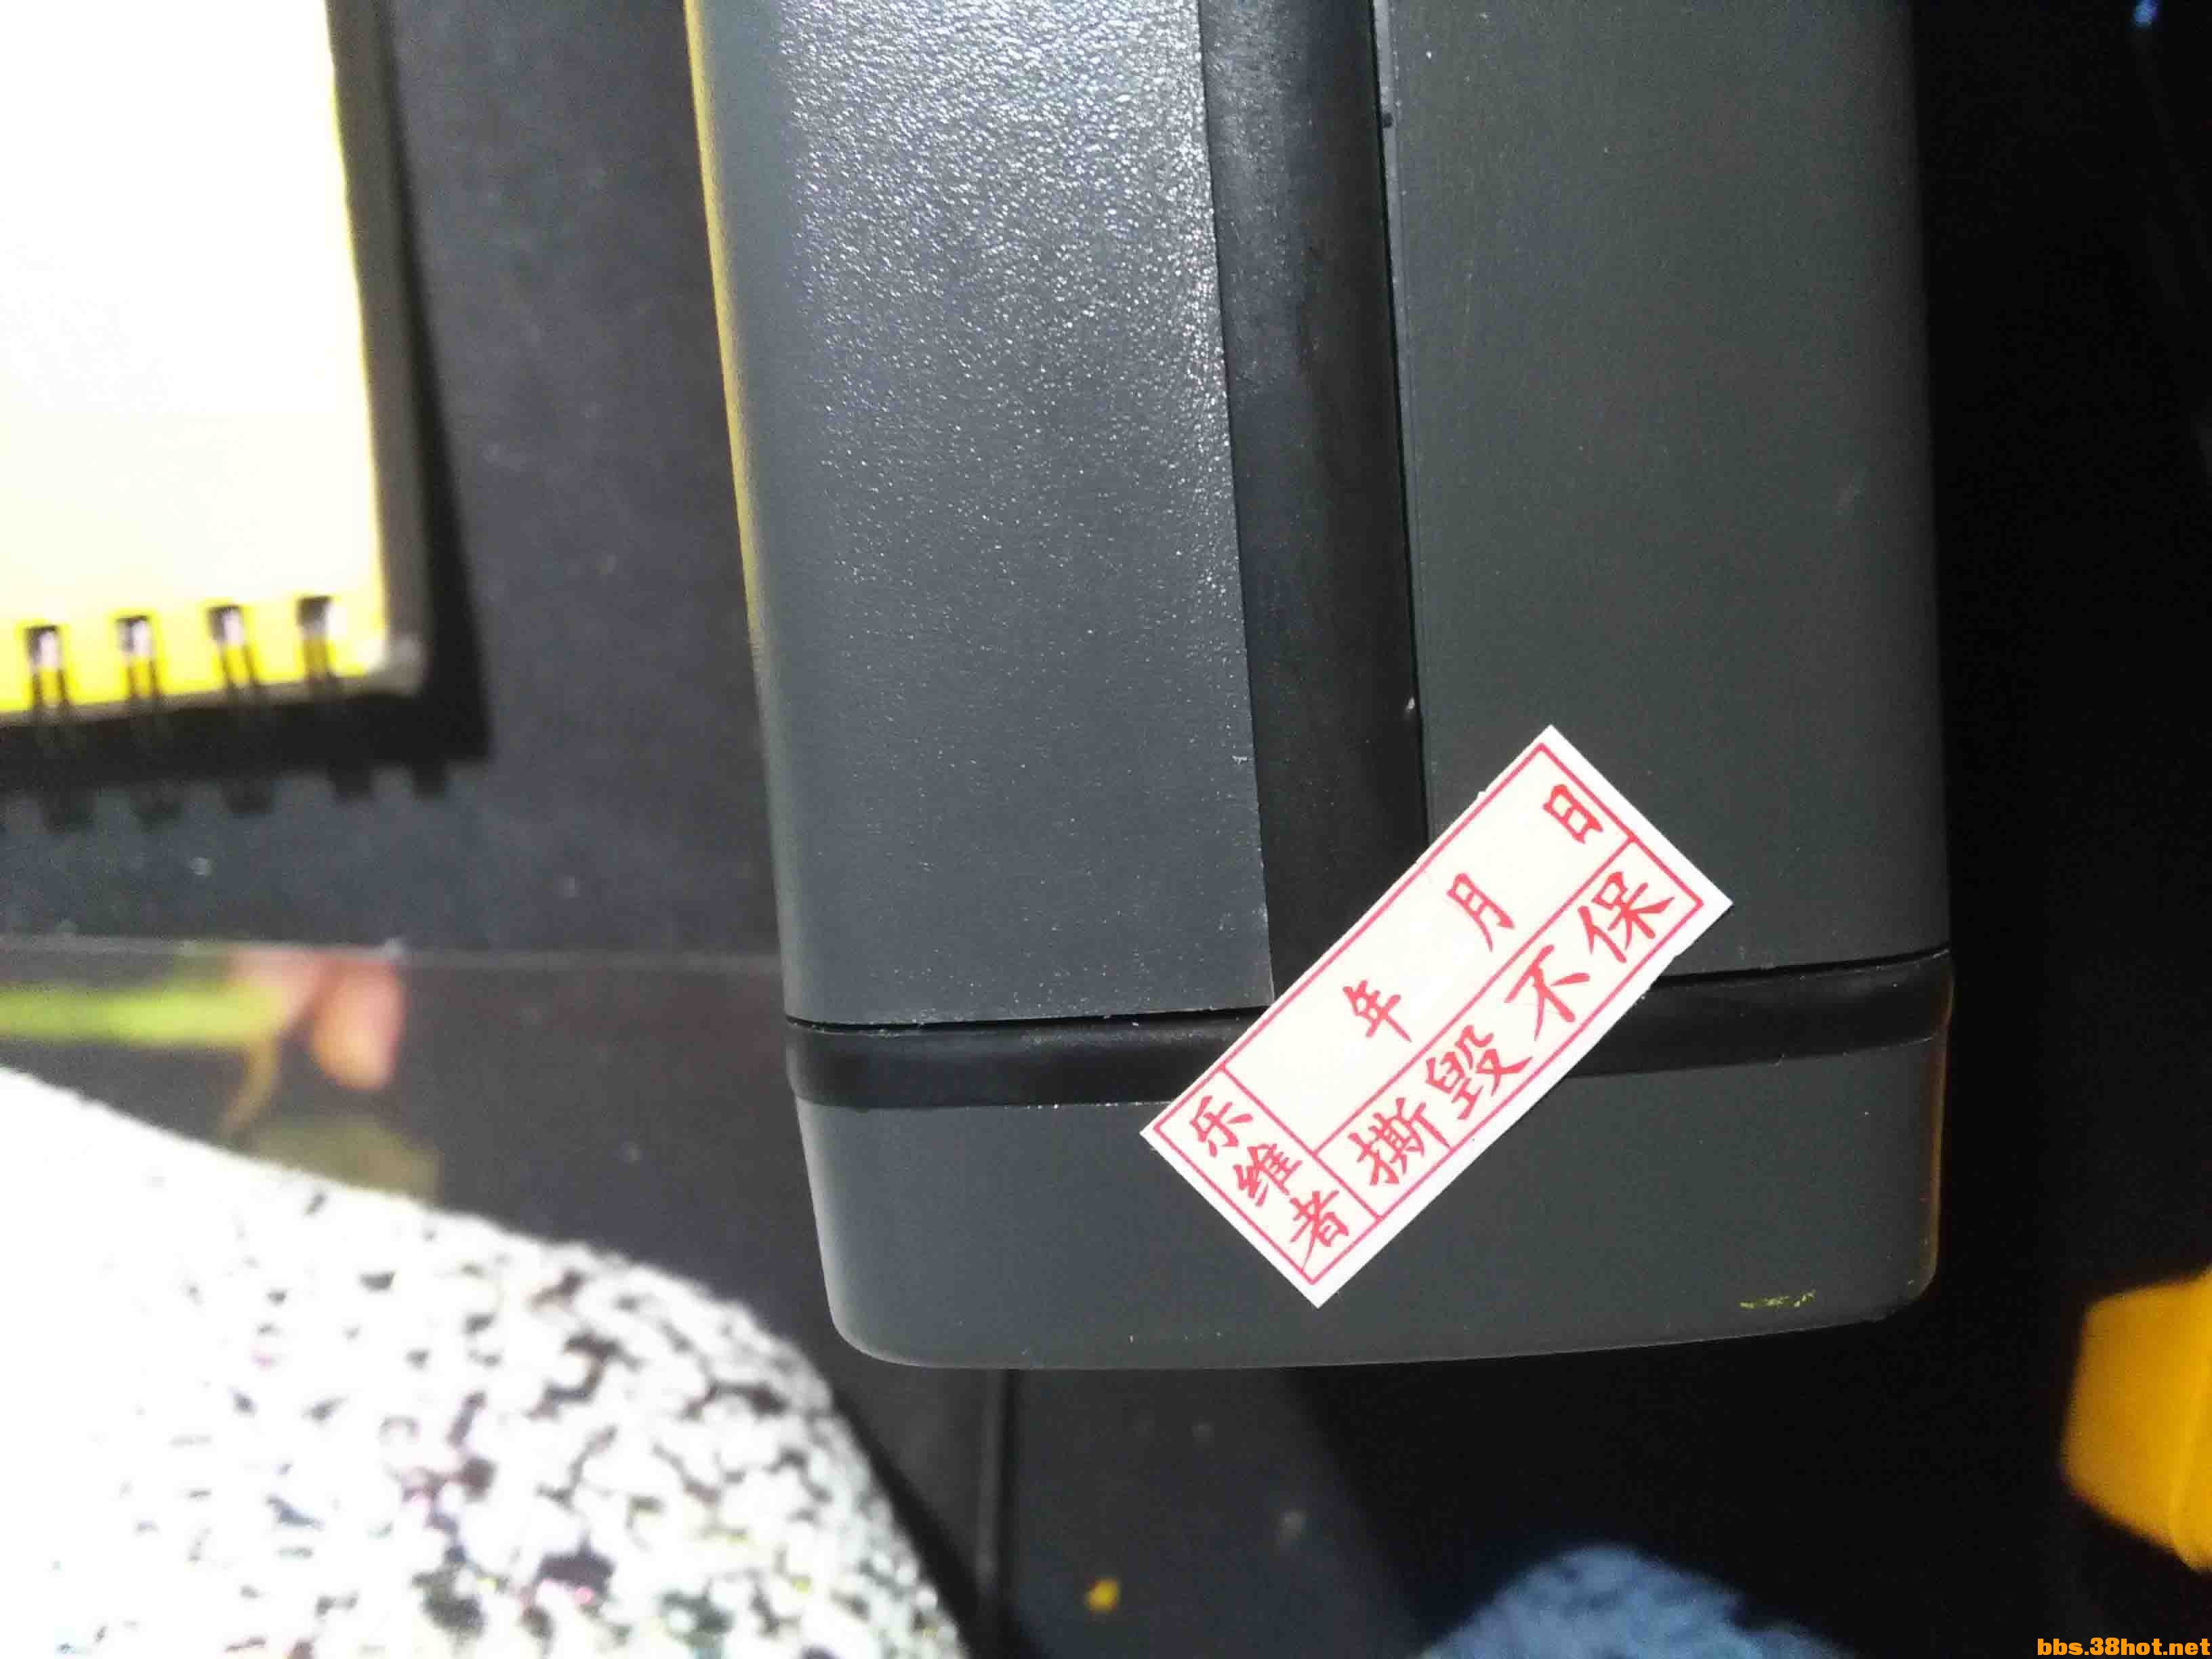 年 月 日
撕毁不保
乐维者
bbs.38hot.net